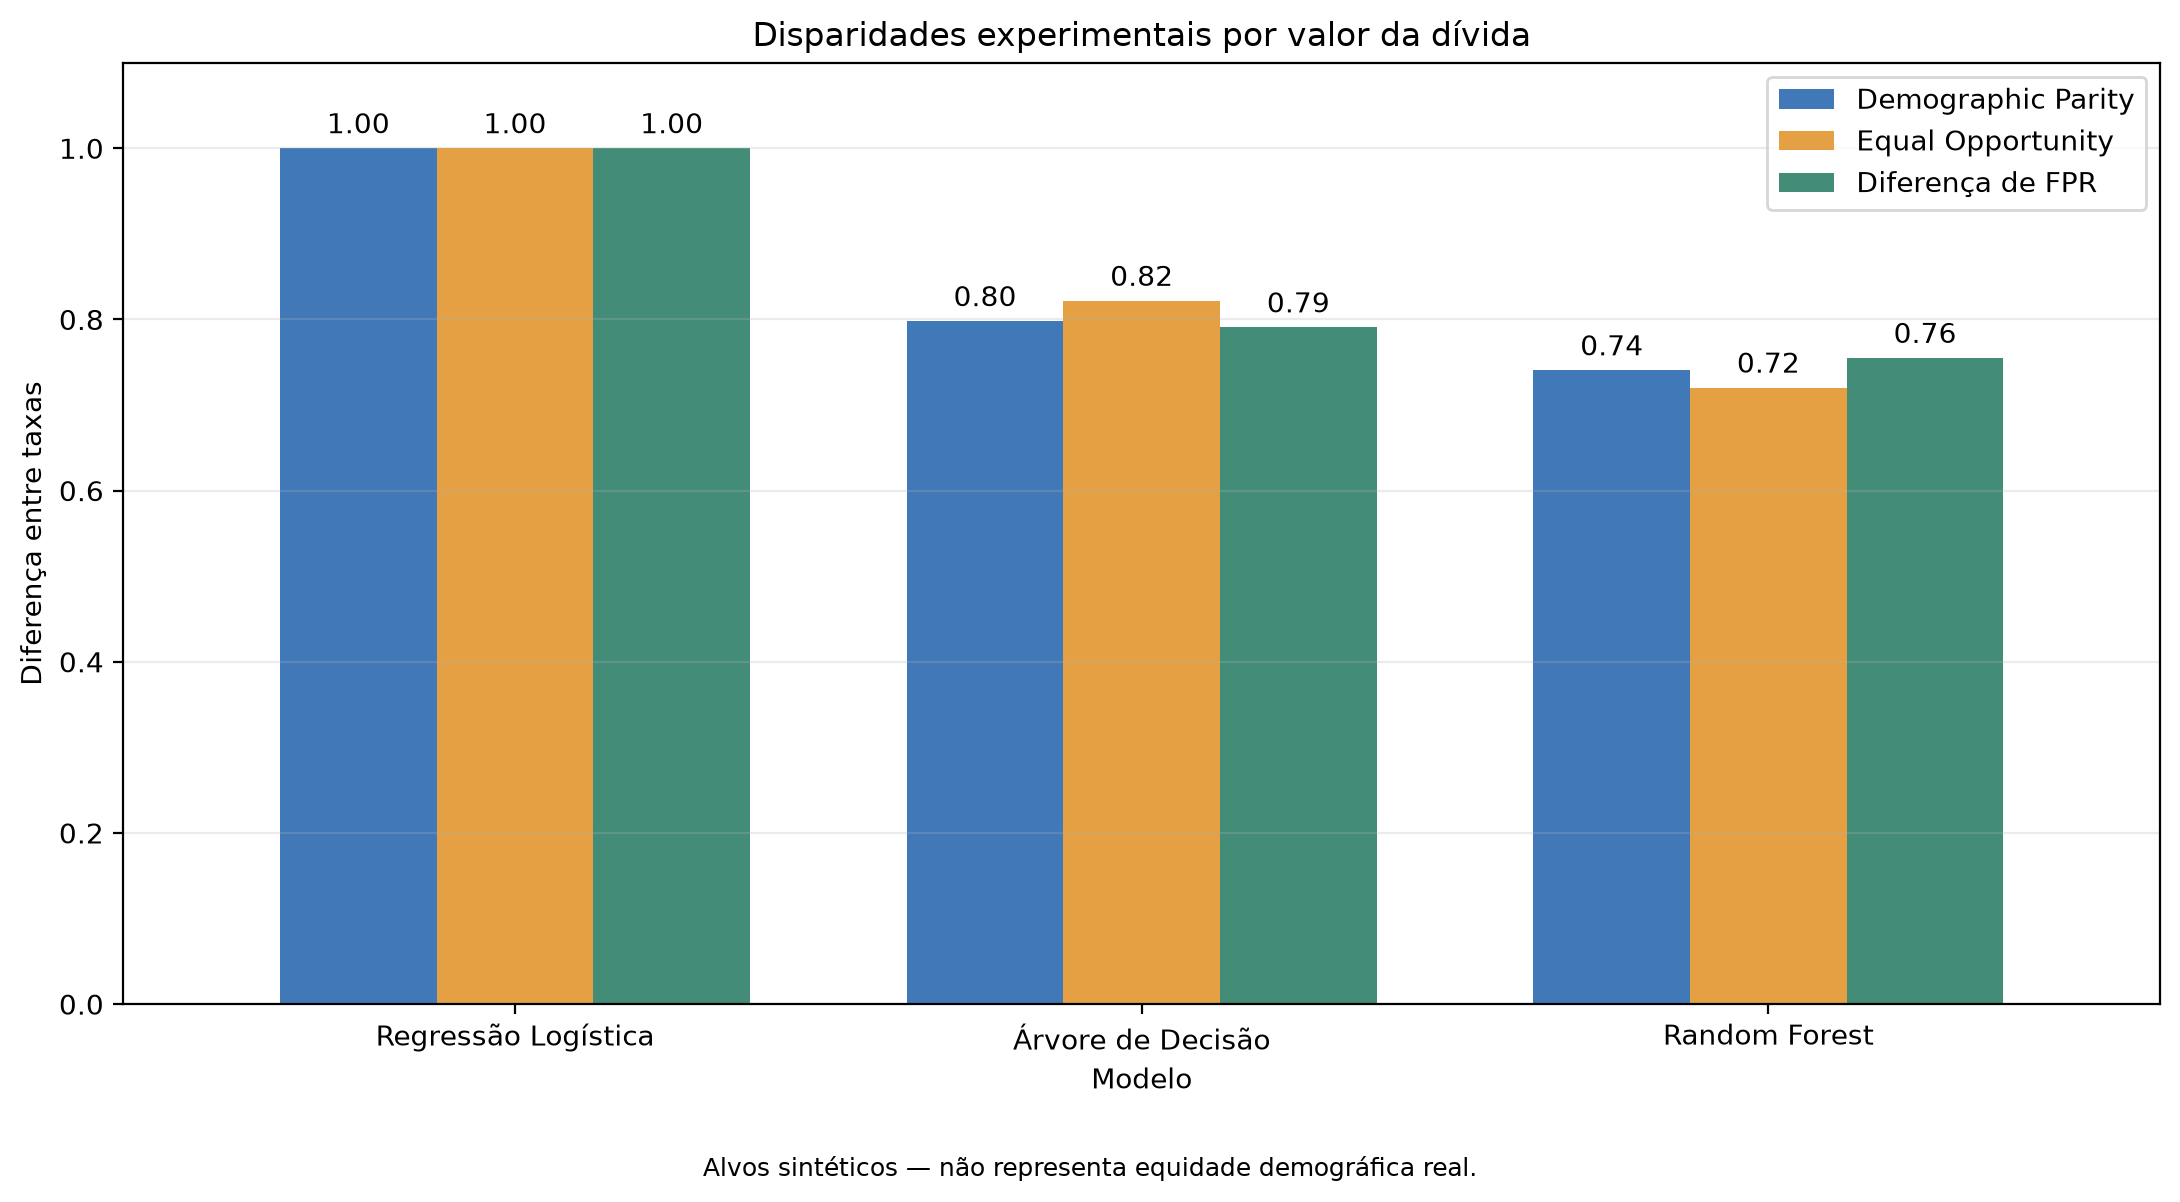 Disparidades experimentais por valor da dívida
Demographic Parity
Equal Opportunity
Diferença de FPR
1.00 1.00 1.00
0.80 0.82 0.79
0.74 0.72 0.76
Diferença entre taxas
1.0
0.8
0.6
0.4
0.2
0.0
Regressão Logística Árvore de Decisão Random Forest
Modelo
Alvos sintéticos — não representa equidade demográfica real.